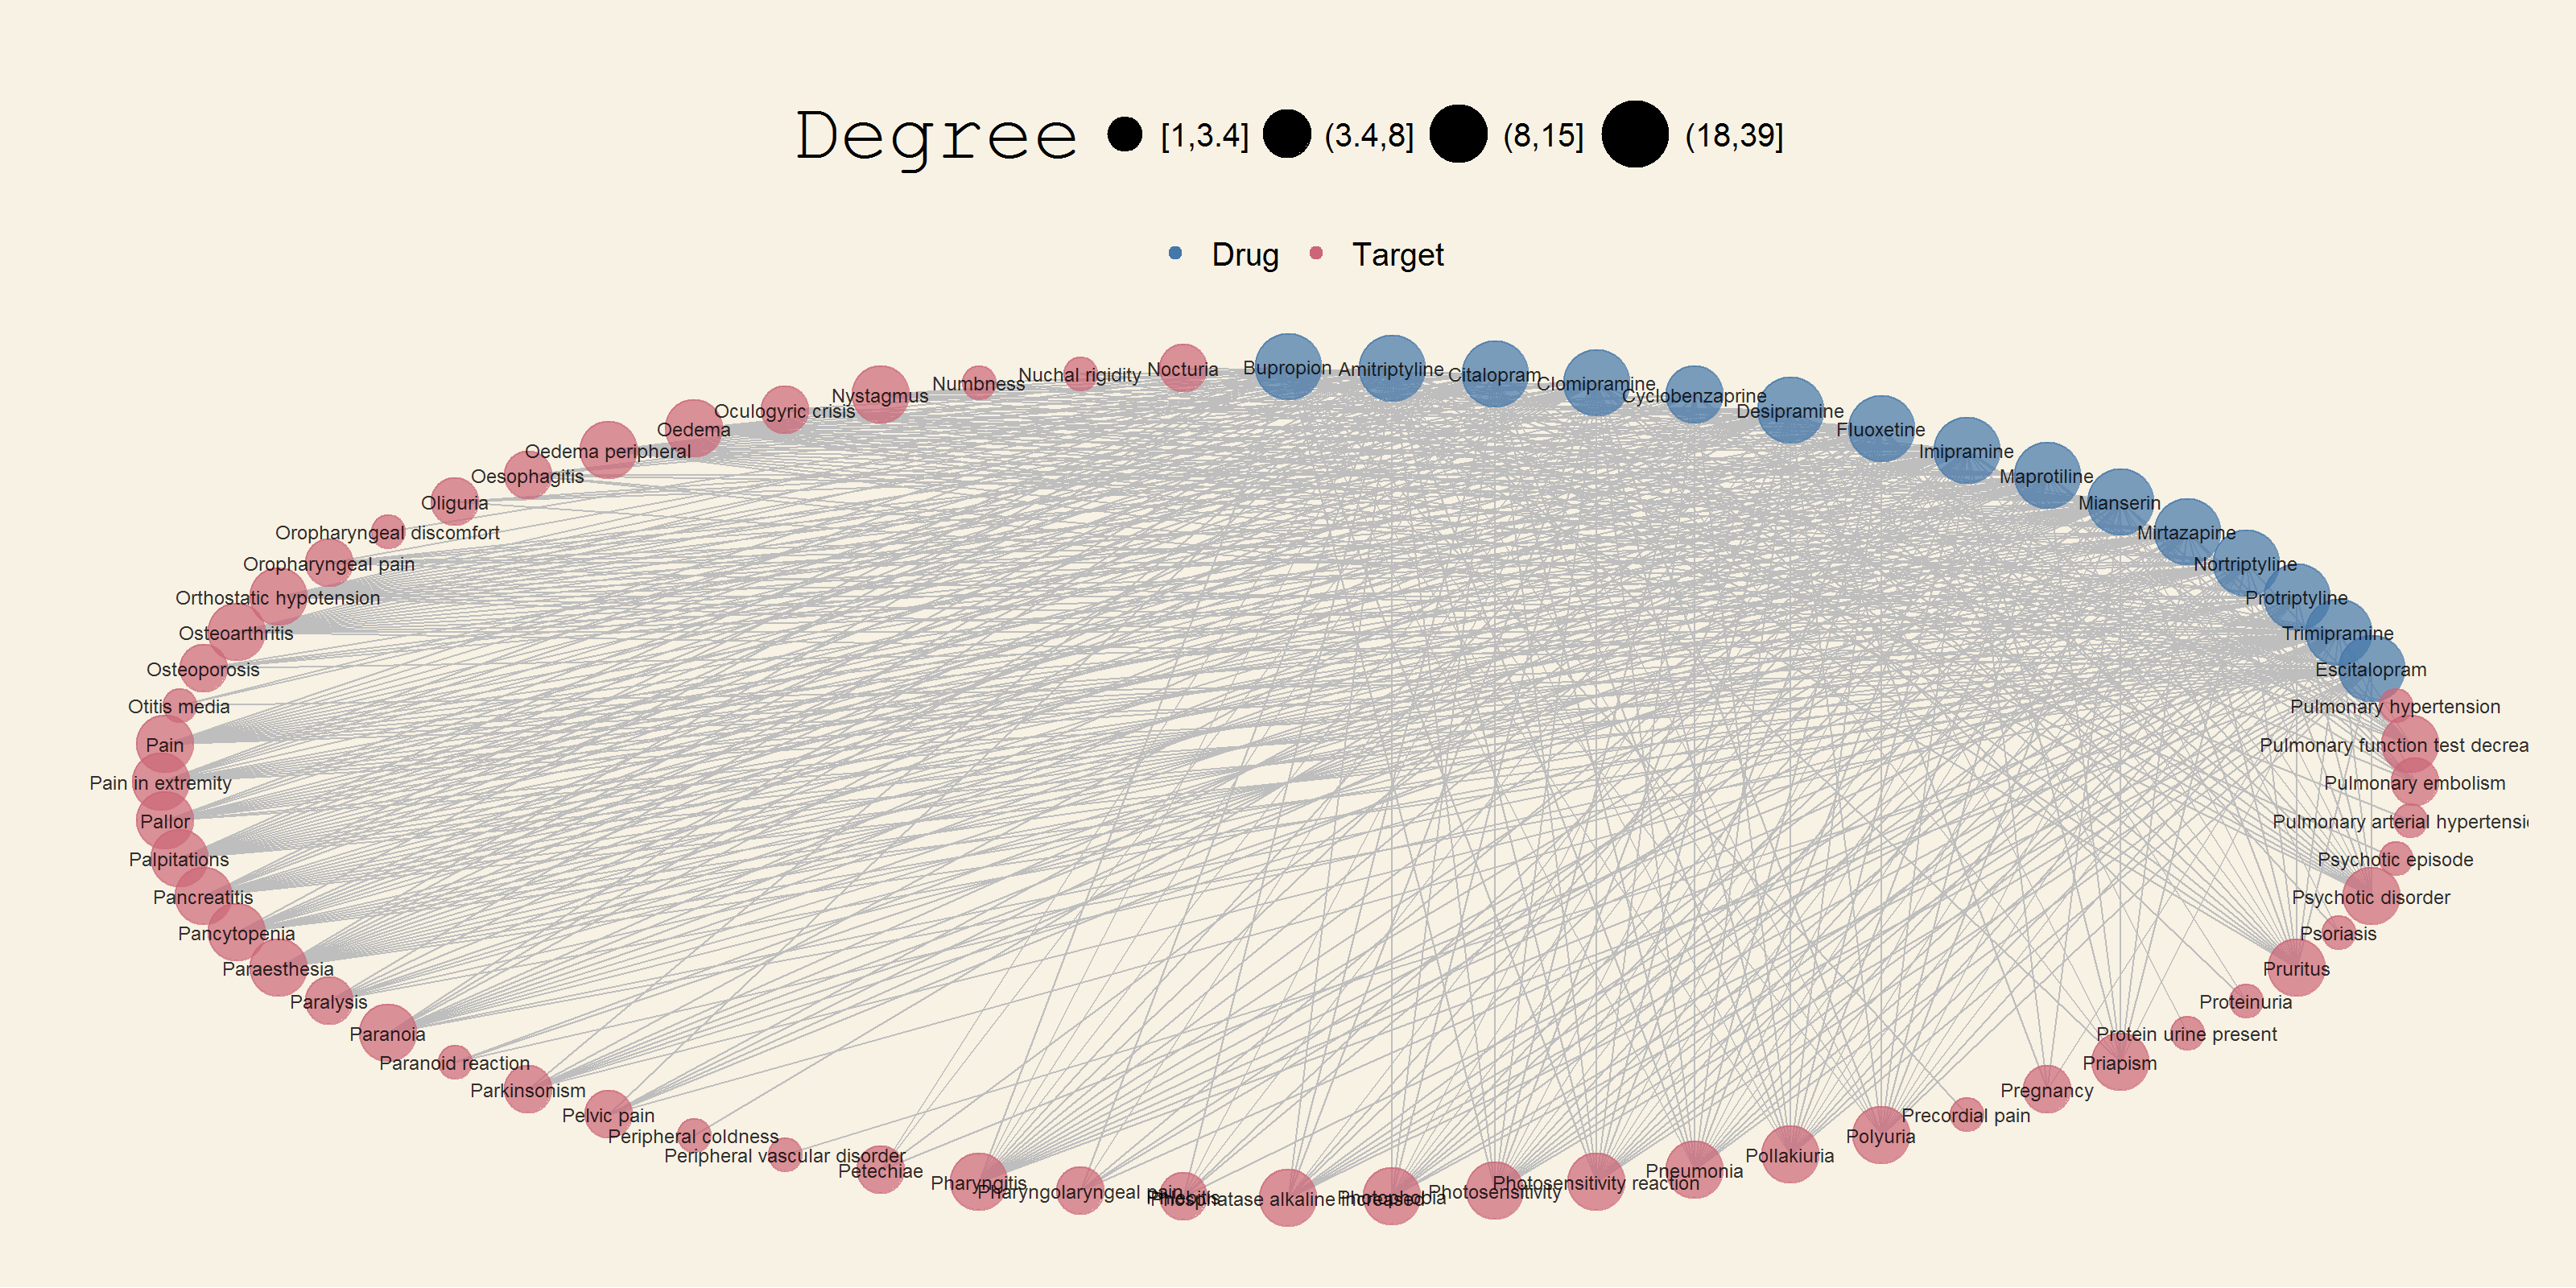 Degree [1,3.4] (3.4,8] (8,15] (18,39]
Drug Target
Bupropion
Amitriptyline
Citalopram
Clomipramine
Cyclobenzaprine
Desipramine
Fluoxetine
Imipramine
Maprotiline
Mianserin
Mirtazapine
Nortriptyline
Protriptyline
Trimipramine
Escitalopram
Pulmonary hypertension
Pulmonary function test decrea
Pulmonary embolism
Pulmonary arterial hypertensi
Psychotic episode
Psychotic disorder
Psoriasis
Pruritus
Proteinuria
Protein urine present
Priapism
Pregnancy
Precordial pain
Polyuria
Pollakiuria
Pneumonia
Photosensitivity reaction
Photosensitivity
Photophobia
Phosphatase alkaline increased
Phlebitis
Pharyngolaryngeal pain
Pharyngitis
Petechiae
Peripheral vascular disorder
Peripheral coldness
Pelvic pain
Parkinsonism
Paranoid reaction
Paranoia
Paralysis
Paraesthesia
Pancytopenia
Pancreatitis
Palpitations
Pallor
Pain in extremity
Pain
Otitis media
Osteoporosis
Osteoarthritis
Orthostatic hypotension
Oropharyngeal pain
Oropharyngeal discomfort
Oliguria
Oesophagitis
Oedema peripheral
Oedema
Oculogyric crisis
Nystagmus
Numbness
Nuchal rigidity
Nocturia